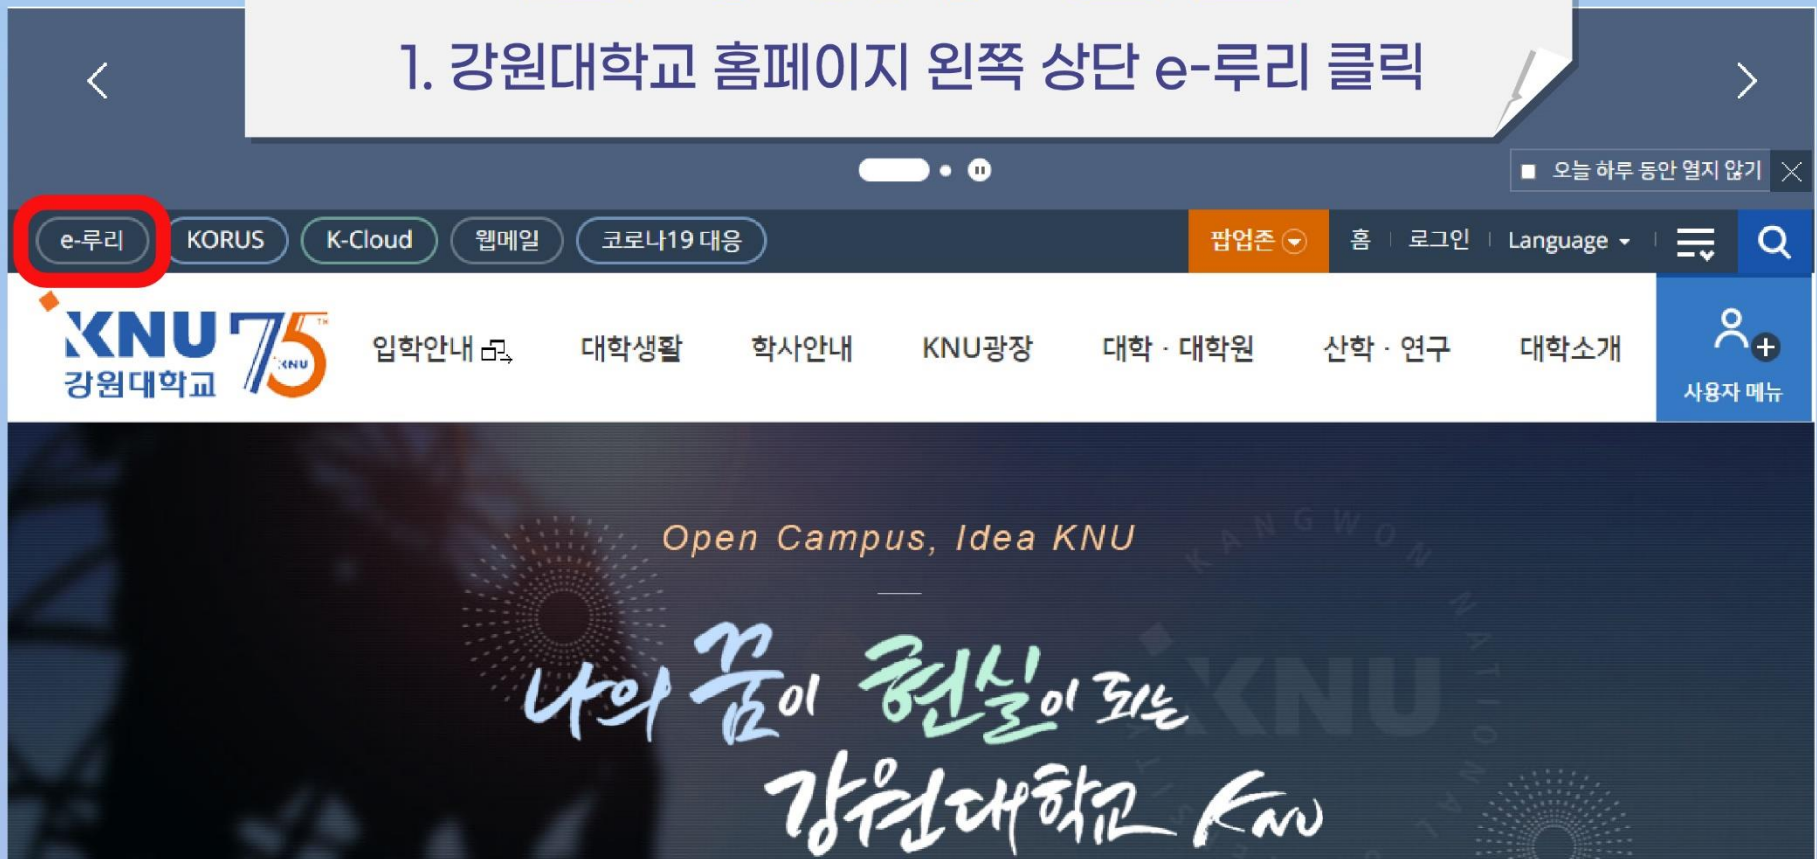 1. 강원대학교 홈페이지 왼쪽 상단 e-루리 클릭
오늘 하루 동안 열지 않기
e-루리 KORUS K-Cloud 웹메일 코로나19 대응 팝업존 홈 로그인 Language
KNU 75 KNU
강원대학교
입학안내 대학생활 학사안내 KNU광장 대학 · 대학원 산학 · 연구 대학소개
사용자 메뉴
Open Campus, Idea KNU
나의 꿈이 현실이 되는
강원대학교 KNU
KANGWON NATIONAL
KNU